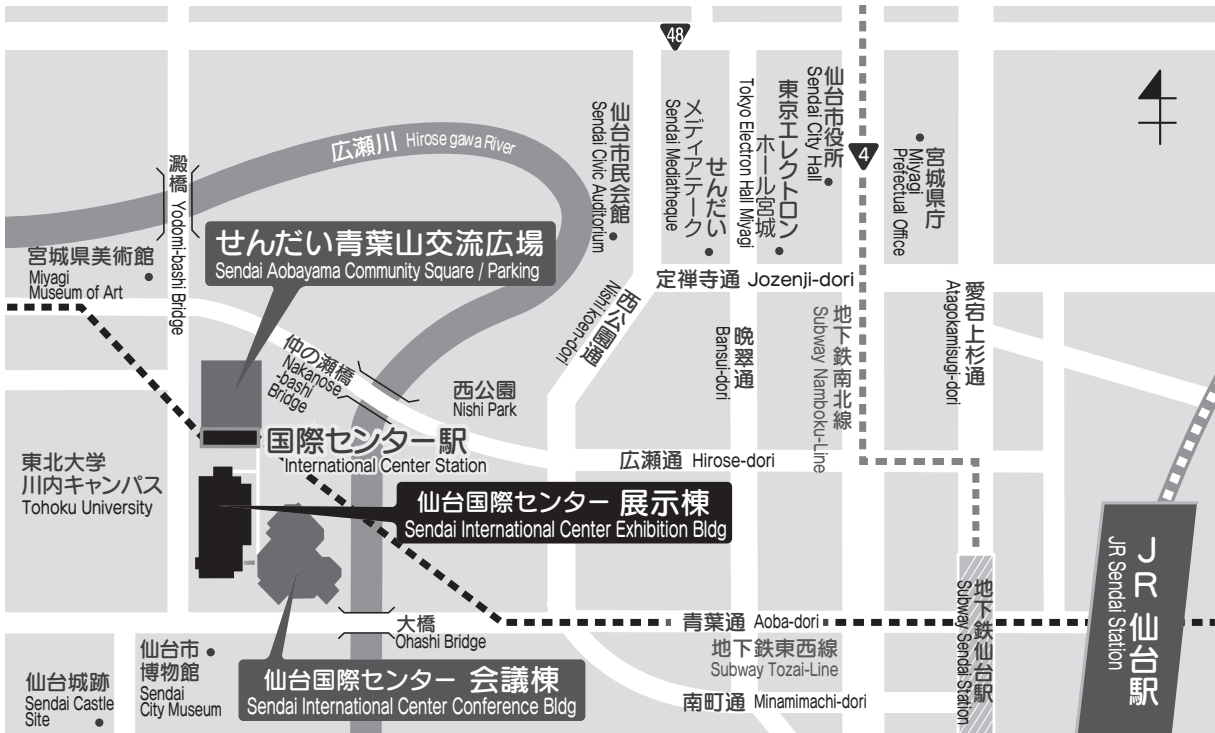 48
4
広瀬川 Hirose gawa River
澱橋 Yodomi-bashi Bridge
宮城県美術館
Miyagi
Museum of Art
せんだい青葉山交流広場
Sendai Aobayama Community Square / Parking
仙台市民会館
Sendai Civic Auditorium
せんだい
メディアテーク
Sendai Mediatheque
東京エレクトロン
ホール宮城
Tokyo Electron Hall Miyagi
仙台市役所
Sendai City Hall
宮城県庁
Miyagi
Prefectual Office
定禅寺通 Jozenji-dori
西公園通
Nishikoen-dori
晩翠通
Bansui-dori
地下鉄南北線
Subway Namboku-Line
愛宕上杉通
Atagokamisugi-dori
仲の瀬橋
Nakanose
-bashi
Bridge
西公園
Nishi Park
国際センター駅
International Center Station
広瀬通 Hirose-dori
東北大学
川内キャンパス
Tohoku University
仙台国際センター 展示棟
Sendai International Center Exhibition Bldg
JR 仙台駅
JR Sendai Station
地下鉄仙台駅
Subway Sendai Station
大橋
Ohashi Bridge
青葉通 Aoba-dori
地下鉄東西線
Subway Tozai-Line
仙台市
博物館
Sendai
City Museum
仙台国際センター 会議棟
Sendai International Center Conference Bldg
仙台城跡
Sendai Castle
Site
南町通 Minamimachi-dori